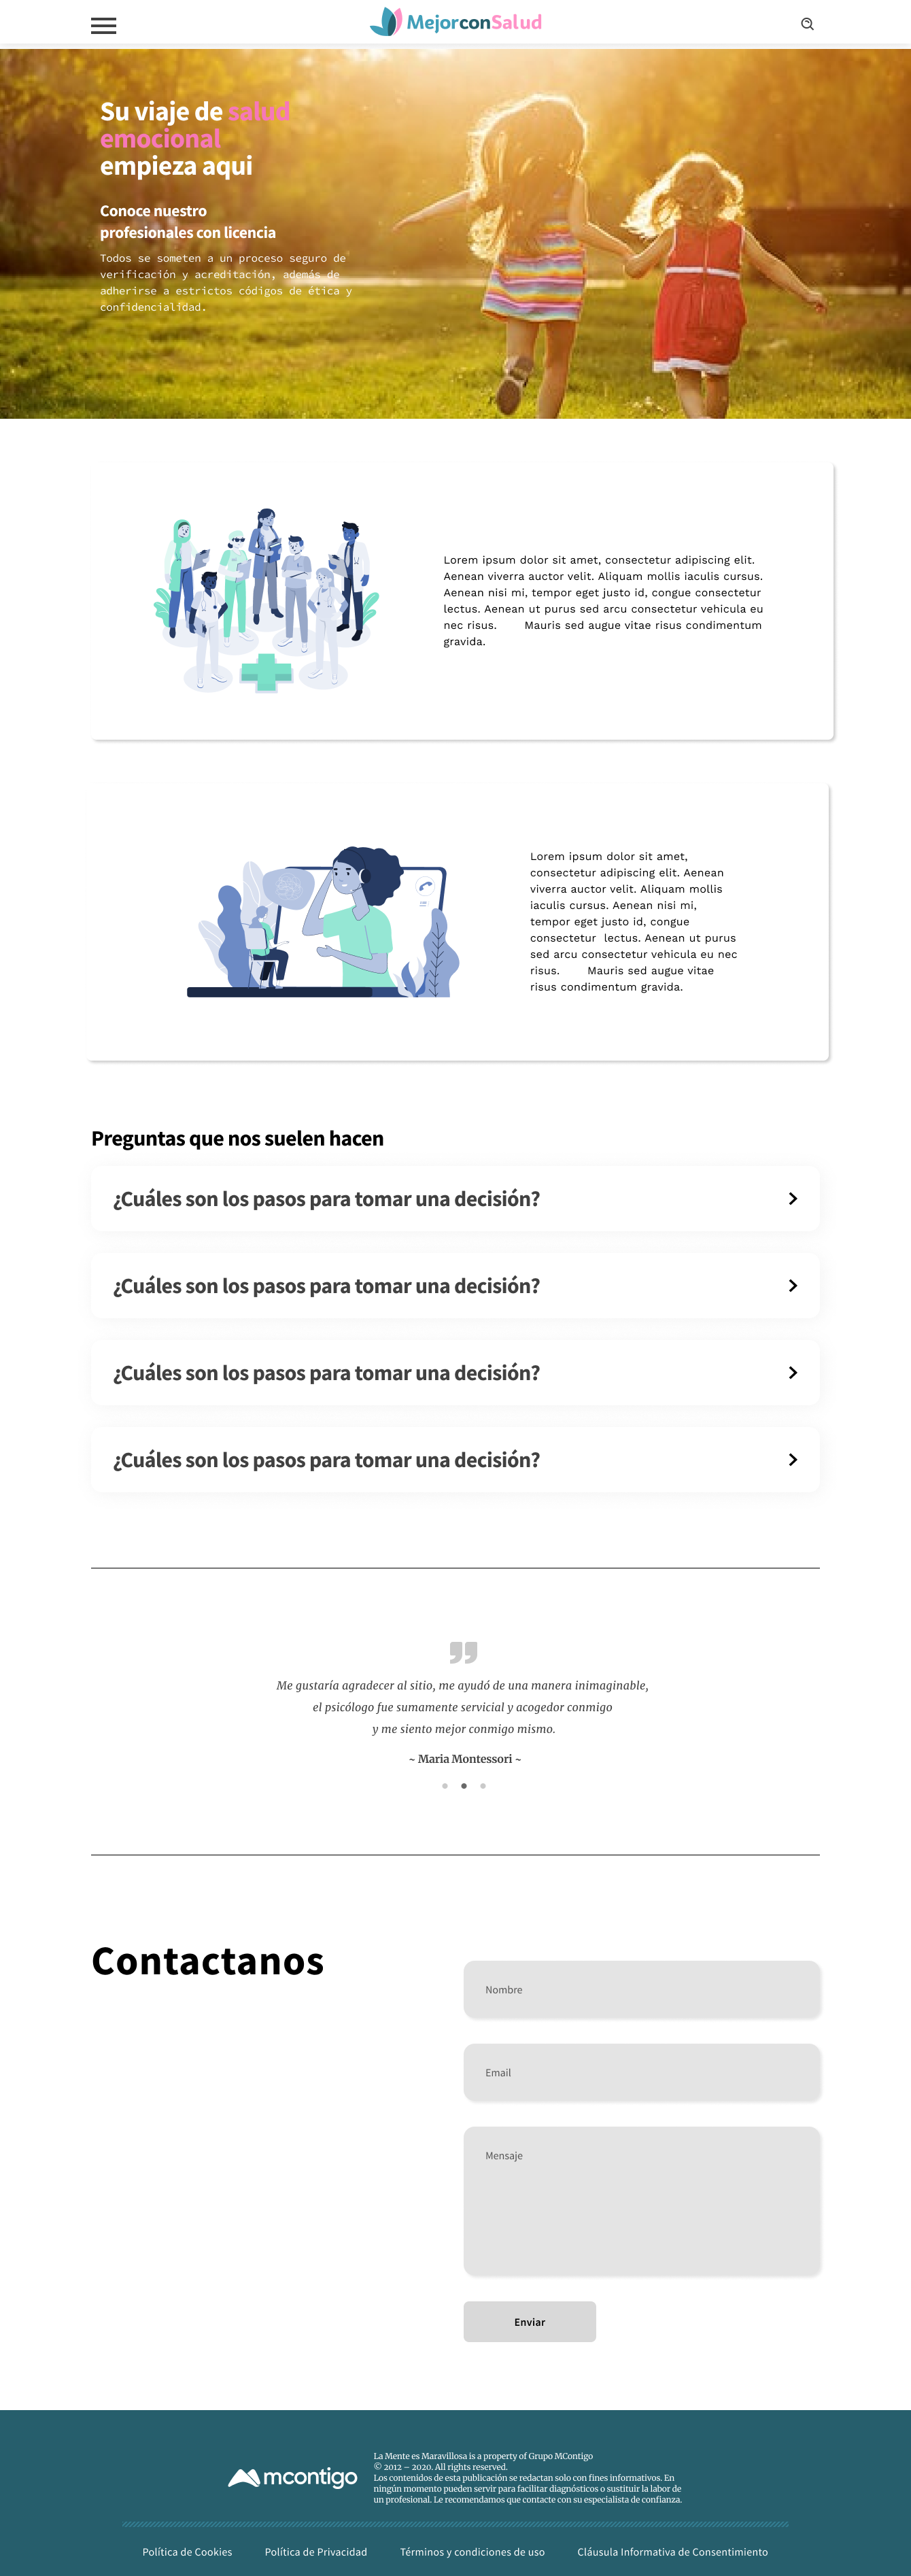 MejorconSalud
Su viaje de salud
emocional
empieza aqui
Conoce nuestro
profesionales con licencia
Todos se someten a un proceso seguro de
verificación y acreditación, además de
adherirse a estrictos códigos de ética y
confidencialidad.
Lorem ipsum dolor sit amet, consectetur adipiscing elit.
Aenean viverra auctor velit. Aliquam mollis iaculis cursus.
Aenean nisi mi, tempor eget justo id, congue consectetur
lectus. Aenean ut purus sed arcu consectetur vehicula eu
nec risus. Mauris sed augue vitae risus condimentum
gravida.
Lorem ipsum dolor sit amet,
consectetur adipiscing elit. Aenean
viverra auctor velit. Aliquam mollis
iaculis cursus. Aenean nisi mi,
tempor eget justo id, congue
consectetur lectus. Aenean ut purus
sed arcu consectetur vehicula eu nec
risus. Mauris sed augue vitae
risus condimentum gravida.
Preguntas que nos suelen hacen
¿Cuáles son los pasos para tomar una decisión?
¿Cuáles son los pasos para tomar una decisión?
¿Cuáles son los pasos para tomar una decisión?
¿Cuáles son los pasos para tomar una decisión?
Me gustaría agradecer al sitio, me ayudó de una manera inimaginable,
el psicólogo fue sumamente servicial y acogedor conmigo
y me siento mejor conmigo mismo.
~ Maria Montessori ~
Contactanos
Nombre
Email
Mensaje
Enviar
mcontigo
La Mente es Maravillosa is a property of Grupo MContigo
© 2012 – 2020. All rights reserved.
Los contenidos de esta publicación se redactan solo con fines informativos. En
ningún momento pueden servir para facilitar diagnósticos o sustituir la labor de
un profesional. Le recomendamos que contacte con su especialista de confianza.
Política de Cookies
Política de Privacidad
Términos y condiciones de uso
Cláusula Informativa de Consentimiento